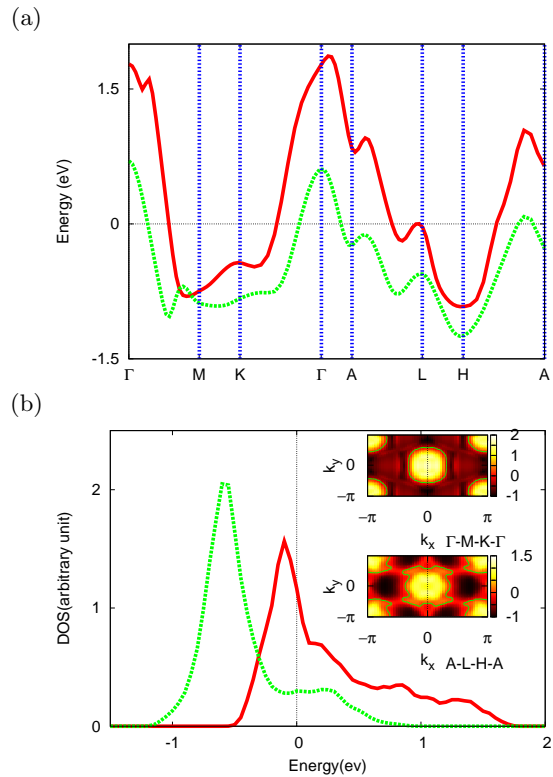 (a)
1.5
0
-1.5
Energy (eV)
Γ M K Γ A L H A
(b)
2
1
0
DOS(arbitrary unit)
-1 0 1 2
Energy(ev)
π
0
−π
k_y
−π 0 π
k_x Γ-M-K-Γ
2
1
0
-1
π
0
−π
k_y
−π 0 π
k_x A-L-H-A
1.5
0
-1